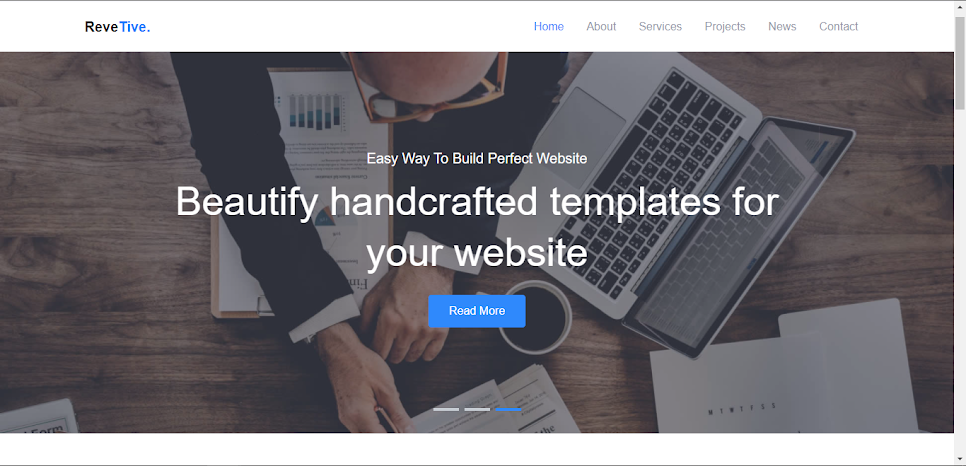 ReveTive.
Home About Services Projects News Contact
Easy Way To Build Perfect Website
Beautify handcrafted templates for
your website
Read More
M T W T F S S